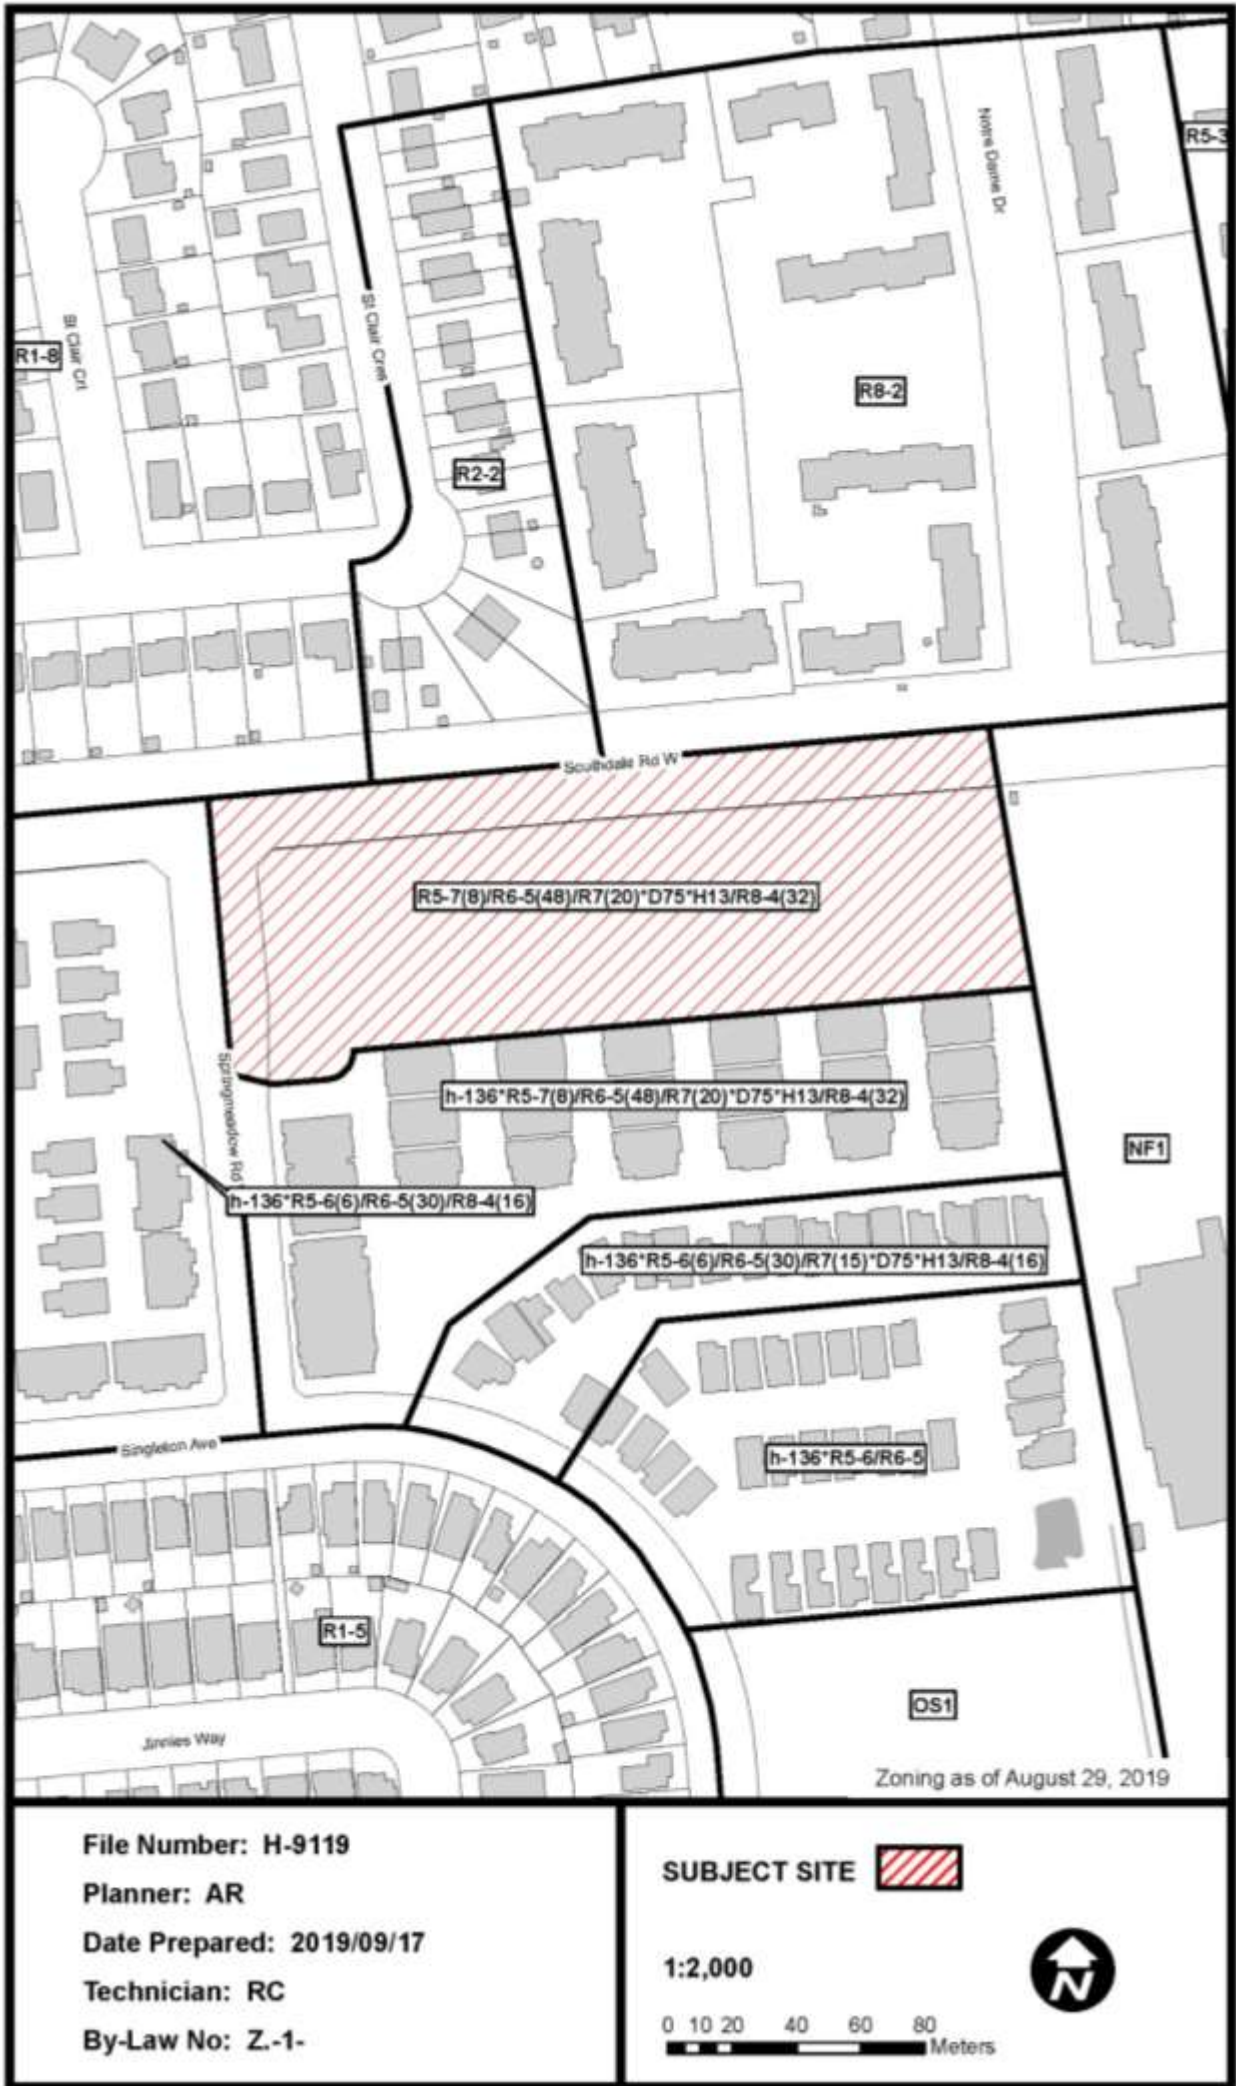 Notre Dame Dr
R5-3
St Clair Cres
St Clair Crt
R1-8
R8-2
R2-2
Southdale Rd W
R5-7(8)/R6-5(48)/R7(20)*D75*H13/R8-4(32)
Springmeadow Rd
h-136*R5-7(8)/R6-5(48)/R7(20)*D75*H13/R8-4(32)
NF1
h-136*R5-6(6)/R6-5(30)/R8-4(16)
h-136*R5-6(6)/R6-5(30)/R7(15)*D75*H13/R8-4(16)
Singleton Ave
h-136*R5-6/R6-5
R1-5
OS1
Jinnies Way
Zoning as of August 29, 2019
File Number: H-9119
Planner: AR
Date Prepared: 2019/09/17
Technician: RC
By-Law No: Z.-1-
SUBJECT SITE
1:2,000
N
0 10 20 40 60 80
Meters